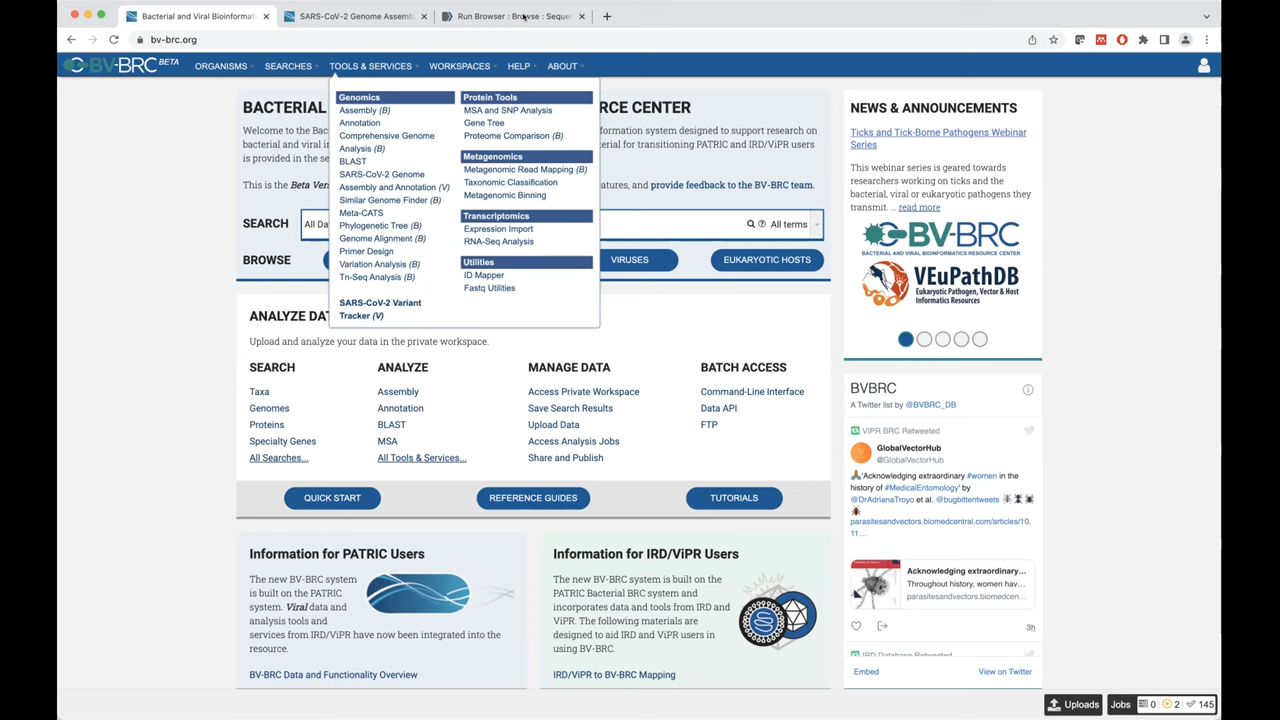 Bacterial and Viral Bioinformati
SARS-CoV-2 Genome Assembl
Run Browser : Browse : Sequen
bv-brc.org
BV-BRC BETA
ORGANISMS
SEARCHES
TOOLS & SERVICES
WORKSPACES
HELP
ABOUT
Genomics
Assembly (B)
Annotation
Comprehensive Genome
Analysis (B)
BLAST
SARS-CoV-2 Genome
Assembly and Annotation (V)
Similar Genome Finder (B)
Meta-CATS
Phylogenetic Tree (B)
Genome Alignment (B)
Primer Design
Variation Analysis (B)
Tn-Seq Analysis (B)
SARS-CoV-2 Variant
Tracker (V)
Protein Tools
MSA and SNP Analysis
Gene Tree
Proteome Comparison (B)
Metagenomics
Metagenomic Read Mapping (B)
Taxonomic Classification
Metagenomic Binning
Transcriptomics
Expression Import
RNA-Seq Analysis
Utilities
ID Mapper
Fastq Utilities
BACTERIAL
RCE CENTER
Welcome to the Bac
ormation system designed to support research on
bacterial and viral in
terial for transitioning PATRIC and IRD/ViPR users
is provided in the se
This is the Beta Vers
eatures, and provide feedback to the BV-BRC team.
SEARCH
All Da
All terms
BROWSE
VIRUSES
EUKARYOTIC HOSTS
ANALYZE DAT
Upload and analyze your data in the private workspace.
SEARCH
Taxa
Genomes
Proteins
Specialty Genes
All Searches...
ANALYZE
Assembly
Annotation
BLAST
MSA
All Tools & Services...
MANAGE DATA
Access Private Workspace
Save Search Results
Upload Data
Access Analysis Jobs
Share and Publish
BATCH ACCESS
Command-Line Interface
Data API
FTP
QUICK START
REFERENCE GUIDES
TUTORIALS
Information for PATRIC Users
The new BV-BRC system
is built on the PATRIC
system. Viral data and
analysis tools and
services from IRD/ViPR have now been integrated into the
resource.
BV-BRC Data and Functionality Overview
Information for IRD/ViPR Users
The new BV-BRC system is built on the
PATRIC Bacterial BRC system and
incorporates data and tools from IRD and
ViPR. The following materials are
designed to aid IRD and ViPR users in
using BV-BRC.
IRD/ViPR to BV-BRC Mapping
NEWS & ANNOUNCEMENTS
Ticks and Tick-Borne Pathogens Webinar
Series
This webinar series is geared towards
researchers working on ticks and the
bacterial, viral or eukaryotic pathogens they
transmit. ... read more
BV-BRC
BACTERIAL AND VIRAL BIOINFORMATICS RESOURCE CENTER
VEuPathDB
Eukaryotic Pathogen, Vector & Host
Informatics Resources
BVBRC
A Twitter list by @BVBRC_DB
VIPR BRC Retweeted
GlobalVectorHub
@GlobalVectorHub
'Acknowledging extraordinary #women in the
history of #MedicalEntomology' by
@DrAdrianaTroyo et al. @bugbittentweets
parasitesandvectors.biomedcentral.com/articles/10.
11…
Acknowledging extraordinary…
Throughout history, women hav…
parasitesandvectors.biomedcen…
3h
IRD Database Retweeted
Embed
View on Twitter
Uploads
Jobs
0
2
145